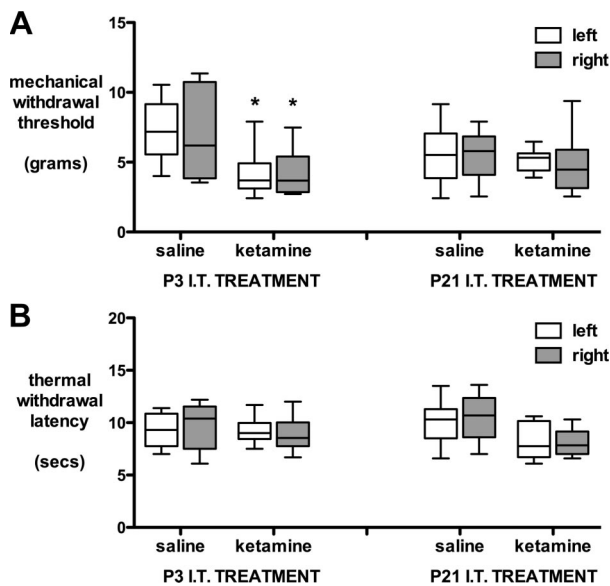 A
15
10
5
0
mechanical
withdrawal
threshold
(grams)
left
right
* *
saline ketamine saline ketamine
P3 I.T. TREATMENT P21 I.T. TREATMENT
B
20
15
10
5
0
thermal
withdrawal
latency
(secs)
left
right
saline ketamine saline ketamine
P3 I.T. TREATMENT P21 I.T. TREATMENT